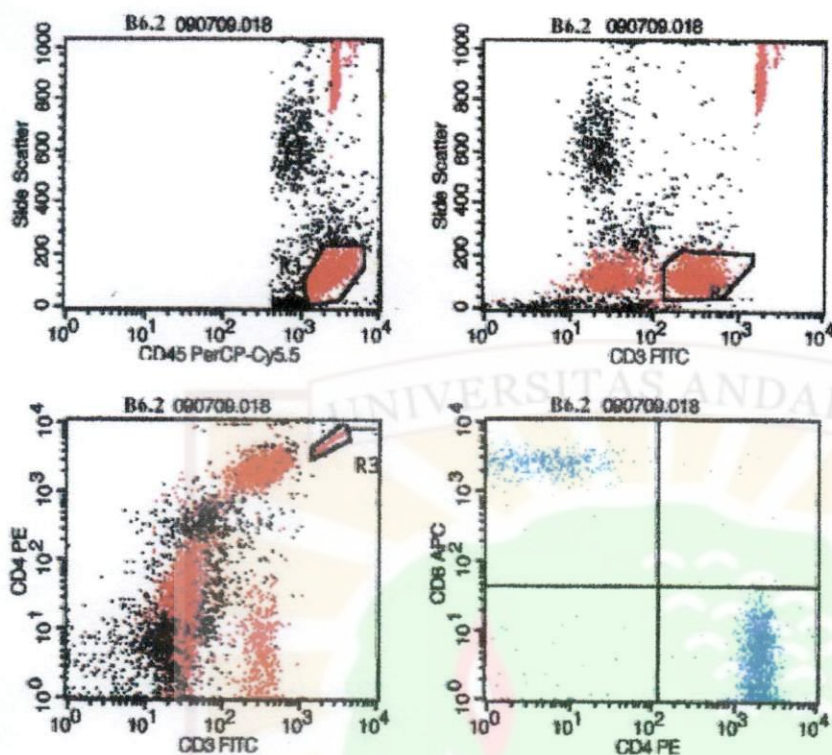 B6.2 090709.018
Side Scatter
1000
800
600
400
200
0
10^0 10^1 10^2 10^3 10^4
CD45 PerCP-Cy5.5
B6.2 090709.018
Side Scatter
1000
800
600
400
200
0
10^0 10^1 10^2 10^3 10^4
CD3 FITC
UNIVERSITAS ANDA
B6.2 090709.018
CD4 PE
10^4
10^3
10^2
10^1
10^0
R3
10^0 10^1 10^2 10^3 10^4
CD3 FITC
B6.2 090709.018
CD8 APC
10^4
10^3
10^2
10^1
10^0
10^0 10^1 10^2 10^3 10^4
CD4 PE